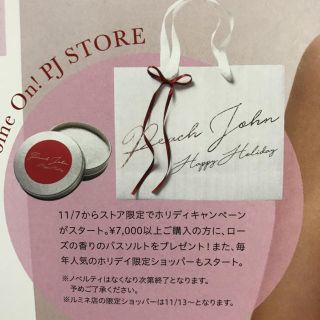 ine On! PJ STORE
Peach John
Happy Holiday
Peach John
11/7からストア限定でホリディキャンペーン
がスタート。¥7,000以上ご購入の方に、ロー
ズの香りのバスソルトをプレゼント！また、毎
年人気のホリデイ限定ショッパーもスタート。
※ノベルティはなくなり次第終了となります。
予めご了承ください。
※ルミネ店の限定ショッパーは11/13〜となります。